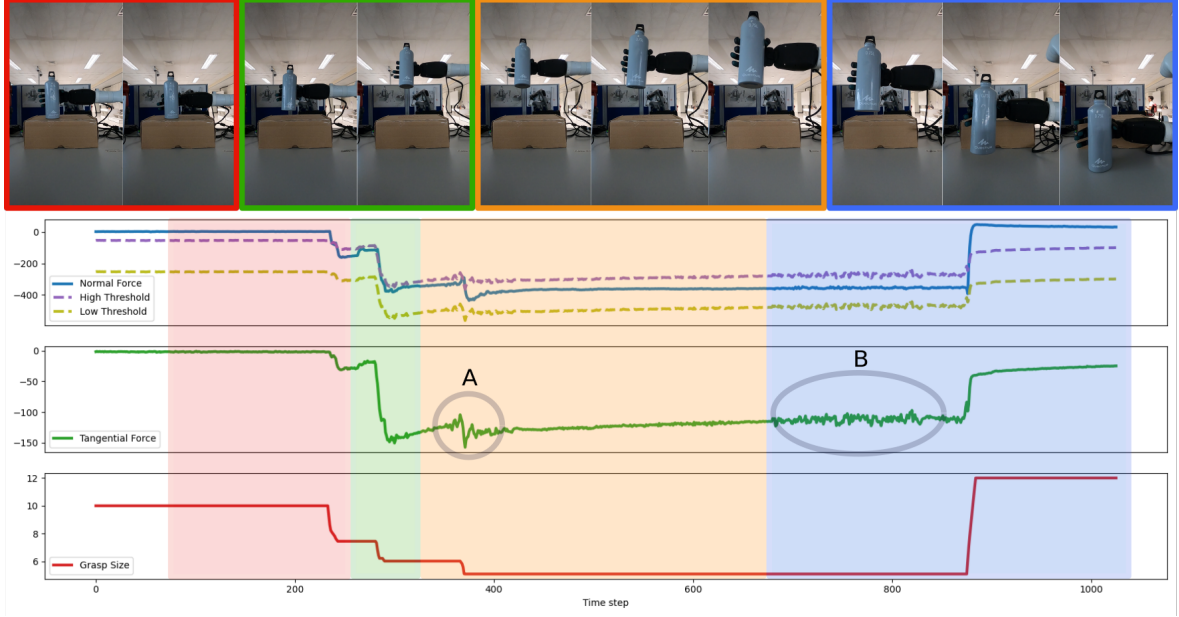 0
−200
−400
Normal Force
High Threshold
Low Threshold
0
−50
−100
−150
Tangential Force
A
B
12
10
8
6
Grasp Size
0
200
400
600
800
1000
Time step